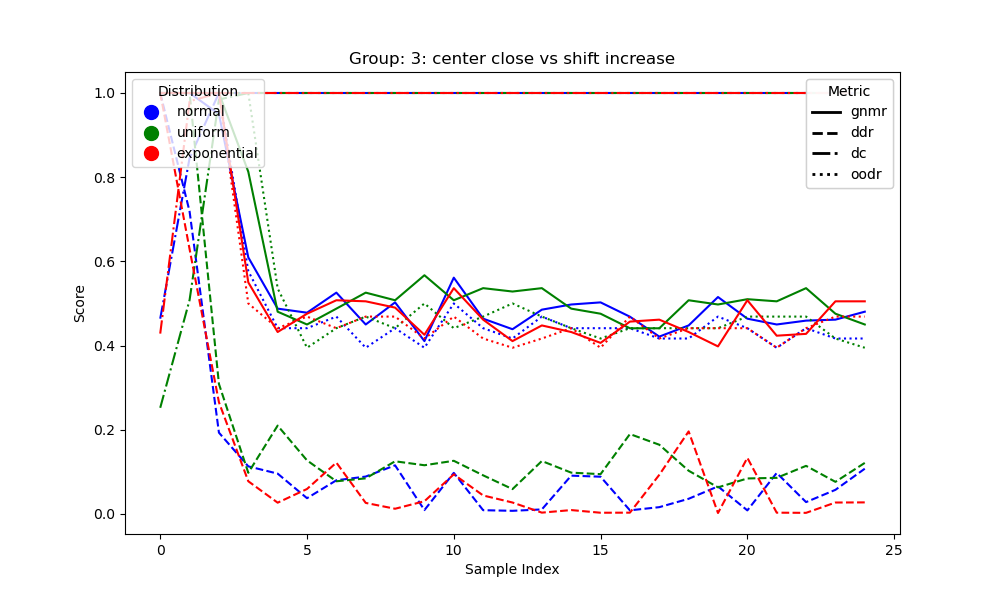 Group: 3: center close vs shift increase
Distribution
normal
uniform
exponential
Metric
gnmr
ddr
dc
oodr
Score
1.0
0.8
0.6
0.4
0.2
0.0
0 5 10 15 20 25
Sample Index